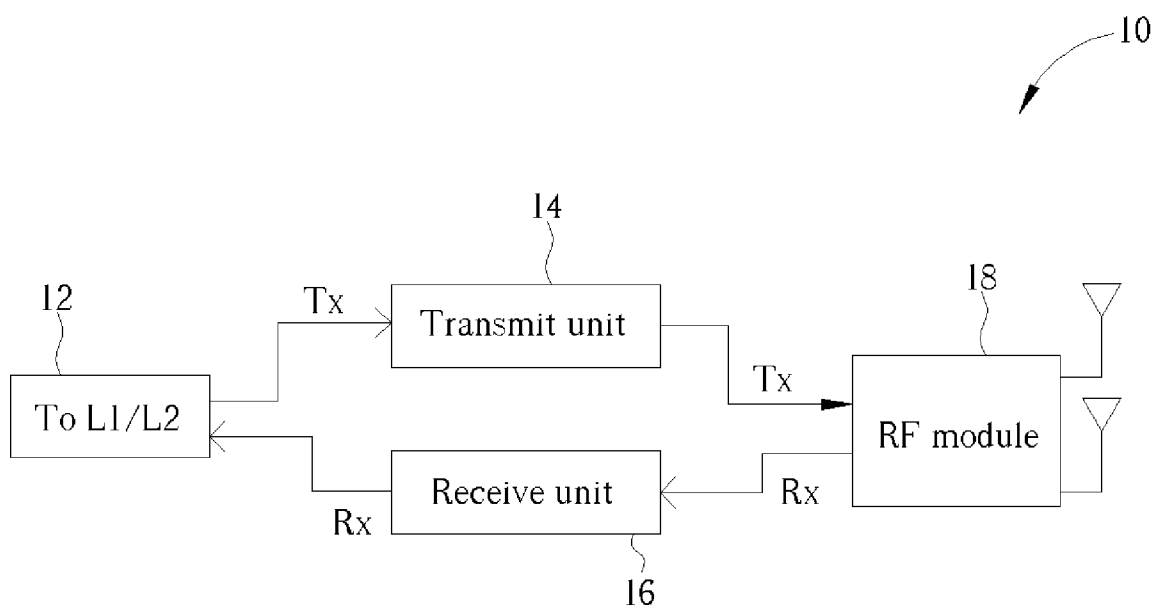 10
14
18
12
Tx
Transmit unit
To L1/L2
Tx
RF module
Receive unit
Rx
Rx
16